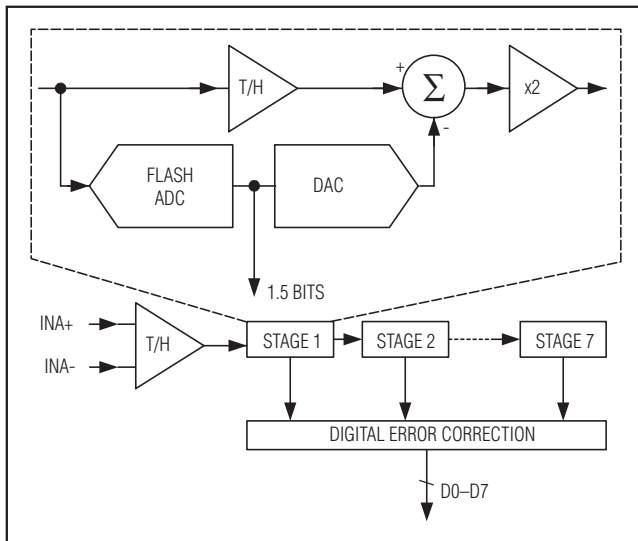 T/H
+
Σ
-
x2
FLASH
ADC
DAC
1.5 BITS
INA+
INA-
T/H
STAGE 1
STAGE 2
STAGE 7
DIGITAL ERROR CORRECTION
D0–D7